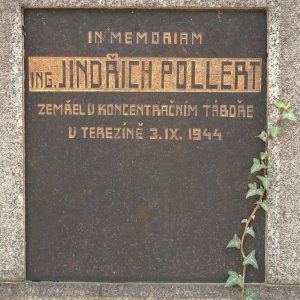 IN MEMORIAM
ING. JINDŘICH POLLERT
ZEMŘEL V KONCENTRAČNÍM TÁBOŘE
V TEREZÍNĚ 3.IX. 1944